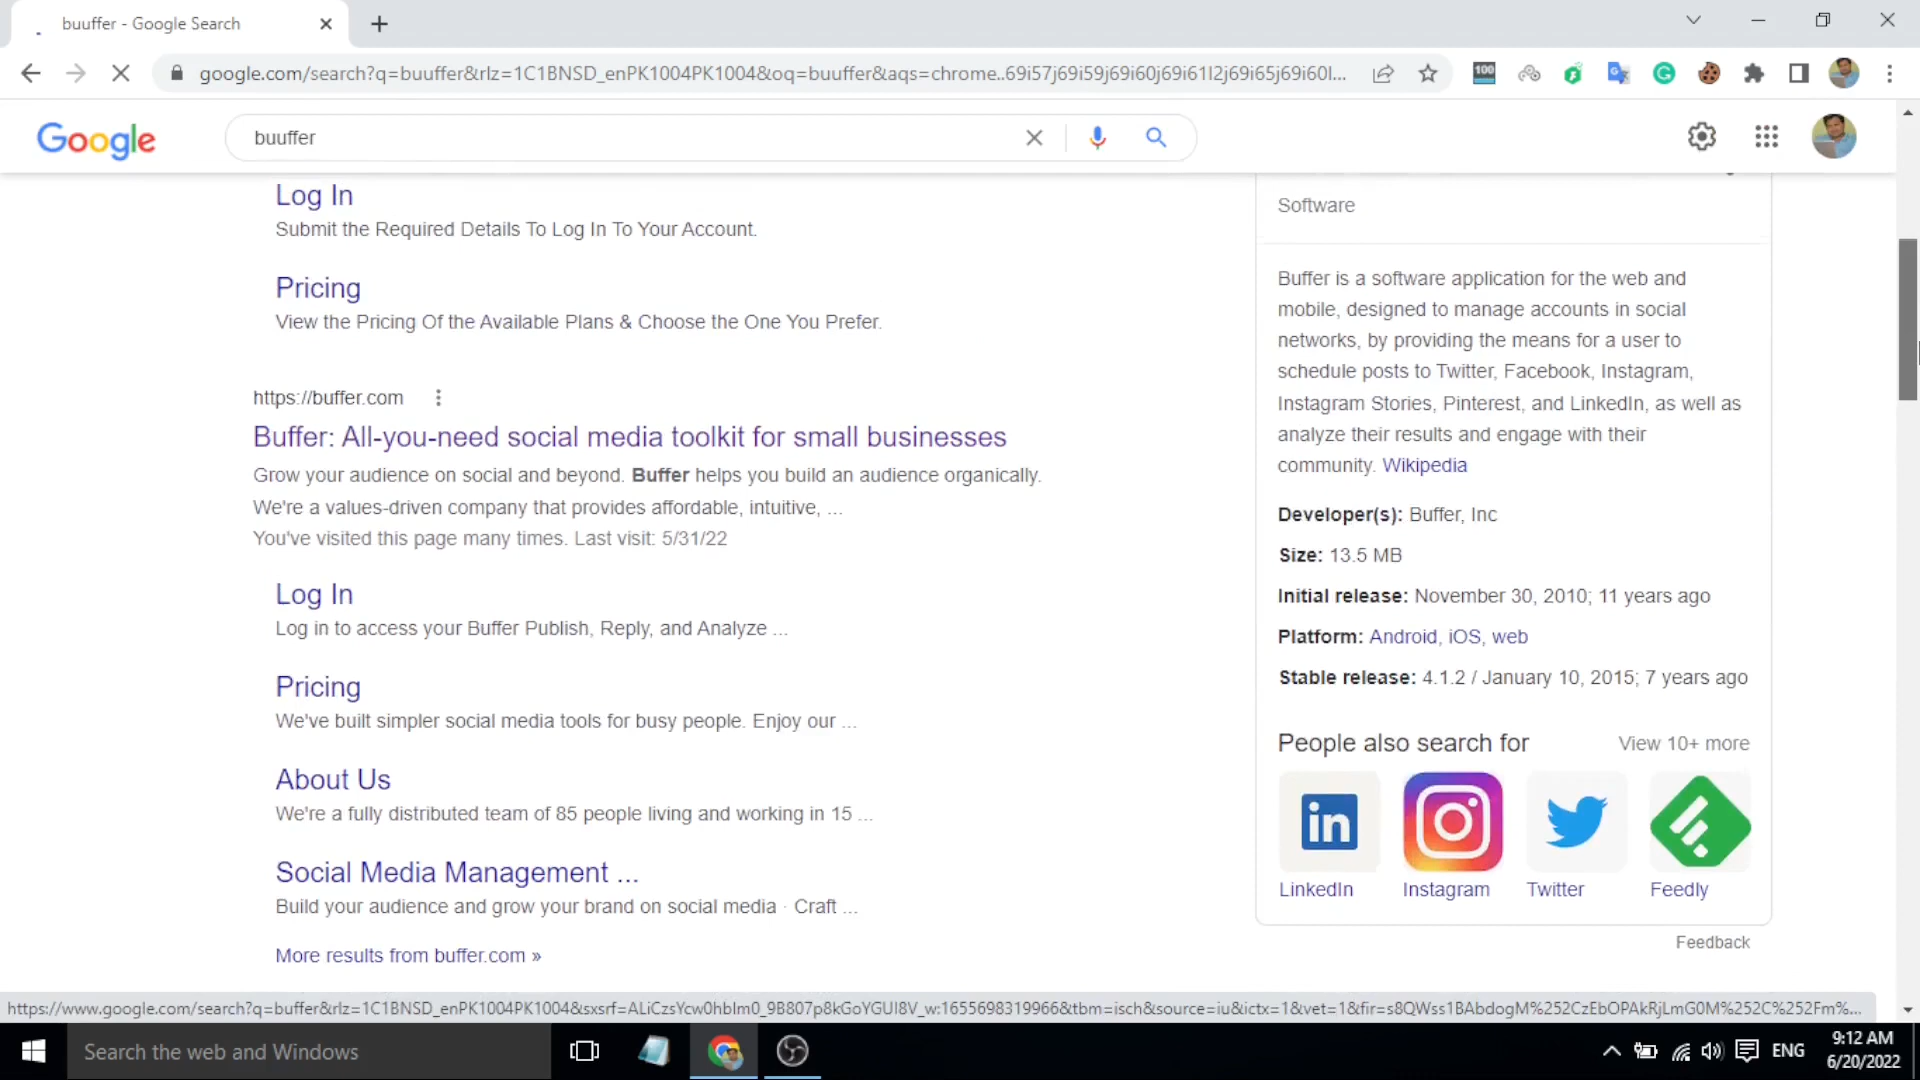 buuffer - Google Search
google.com/search?q=buuffer&rlz=1C1BNSD_enPK1004PK1004&oq=buuffer&aqs=chrome..69i57j69i59j69i60j69i61l2j69i65j69i60l...
100
Google
buuffer
Log In
Submit the Required Details To Log In To Your Account.
Pricing
View the Pricing Of the Available Plans & Choose the One You Prefer.
https://buffer.com
Buffer: All-you-need social media toolkit for small businesses
Grow your audience on social and beyond. Buffer helps you build an audience organically.
We're a values-driven company that provides affordable, intuitive, ...
You've visited this page many times. Last visit: 5/31/22
Log In
Log in to access your Buffer Publish, Reply, and Analyze ...
Pricing
We've built simpler social media tools for busy people. Enjoy our ...
About Us
We're a fully distributed team of 85 people living and working in 15 ...
Social Media Management ...
Build your audience and grow your brand on social media · Craft ...
More results from buffer.com »
Software
Buffer is a software application for the web and
mobile, designed to manage accounts in social
networks, by providing the means for a user to
schedule posts to Twitter, Facebook, Instagram,
Instagram Stories, Pinterest, and LinkedIn, as well as
analyze their results and engage with their
community. Wikipedia
Developer(s): Buffer, Inc
Size: 13.5 MB
Initial release: November 30, 2010; 11 years ago
Platform: Android, iOS, web
Stable release: 4.1.2 / January 10, 2015; 7 years ago
People also search for
View 10+ more
in
LinkedIn
Instagram
Twitter
Feedly
Feedback
https://www.google.com/search?q=buffer&rlz=1C1BNSD_enPK1004PK1004&sxsrf=ALiCzsYcw0hbIm0_9B807p8kGoYGUI8V_w:1655698319966&tbm=isch&source=iu&ictx=1&vet=1&fir=s8QWss1BAbdogM%252CzEbOPAkRjLmG0M%252C%252Fm%...
Search the web and Windows
ENG
9:12 AM
6/20/2022